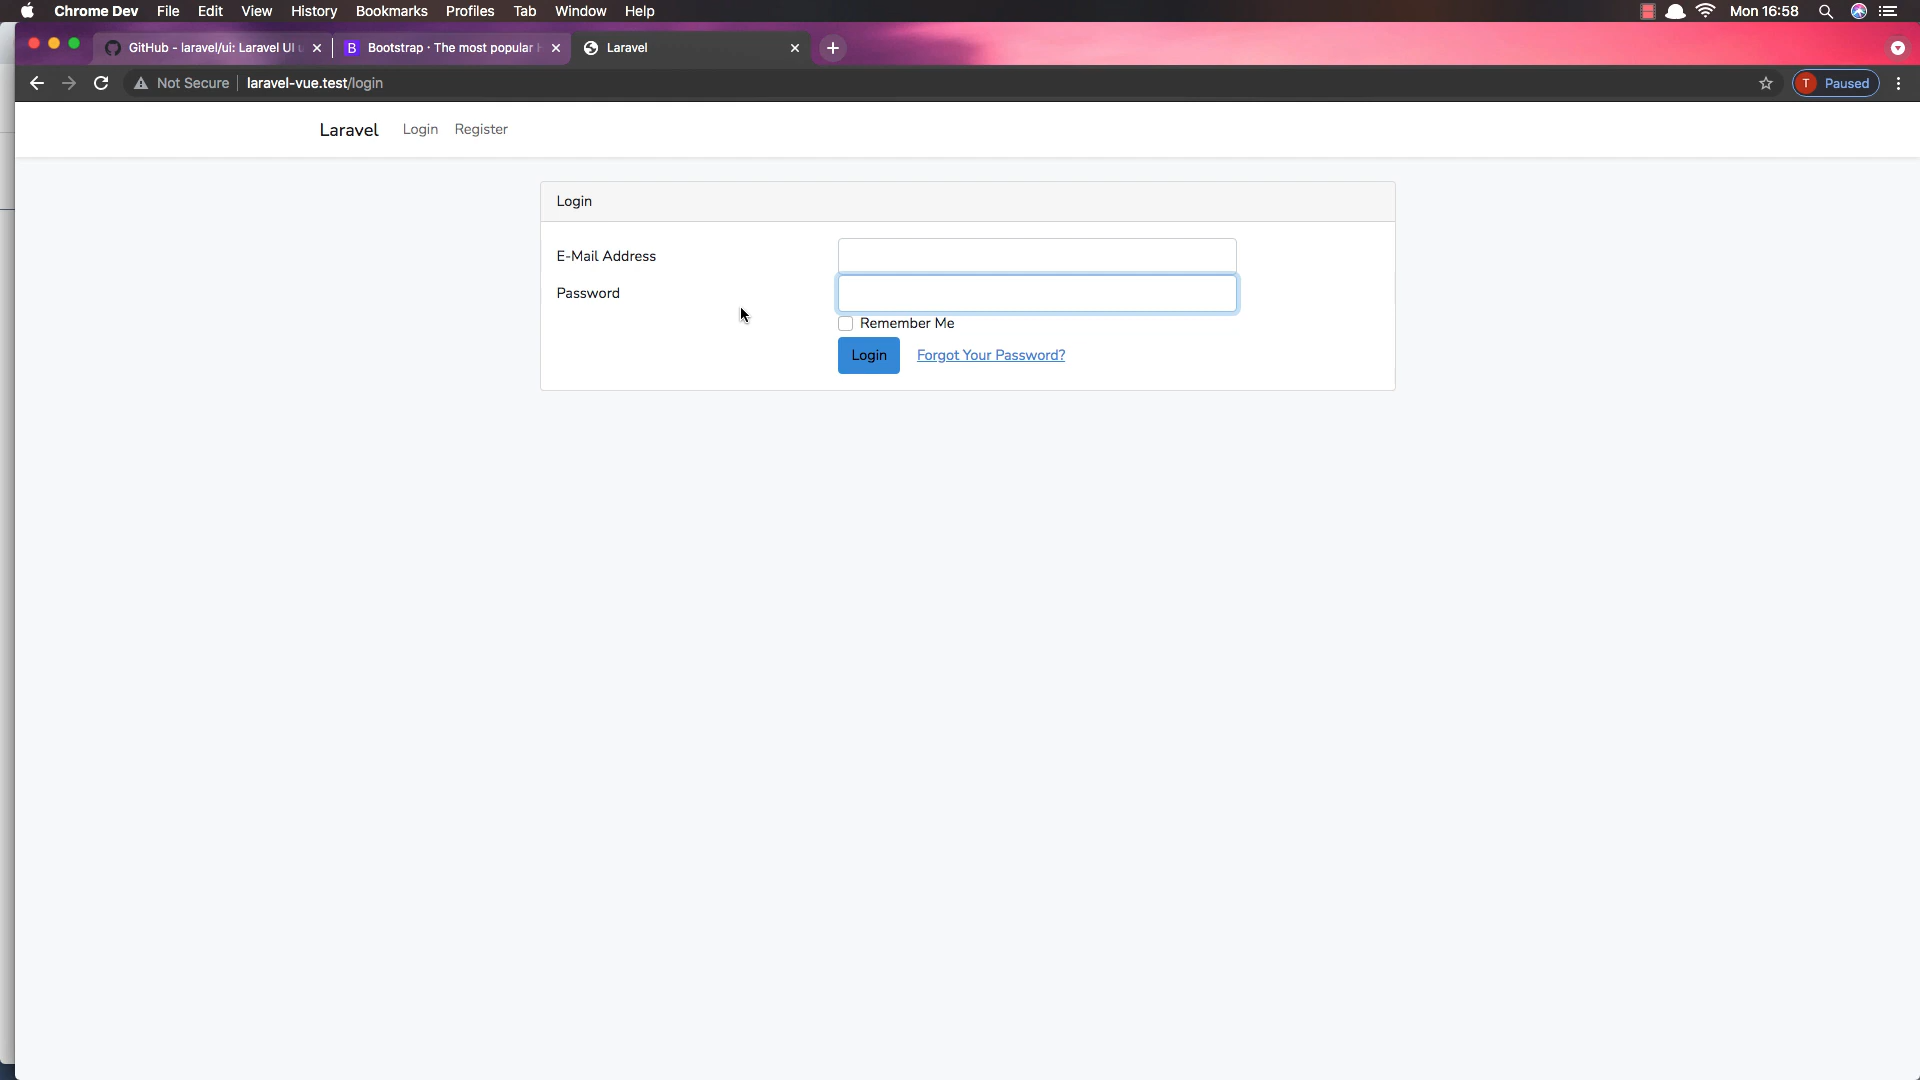 Chrome Dev File Edit View History Bookmarks Profiles Tab Window Help Mon 16:58
GitHub - laravel/ui: Laravel UI B Bootstrap · The most popular Laravel
Not Secure laravel-vue.test/login T Paused
Laravel Login Register
Login
E-Mail Address
Password
Remember Me
Login Forgot Your Password?